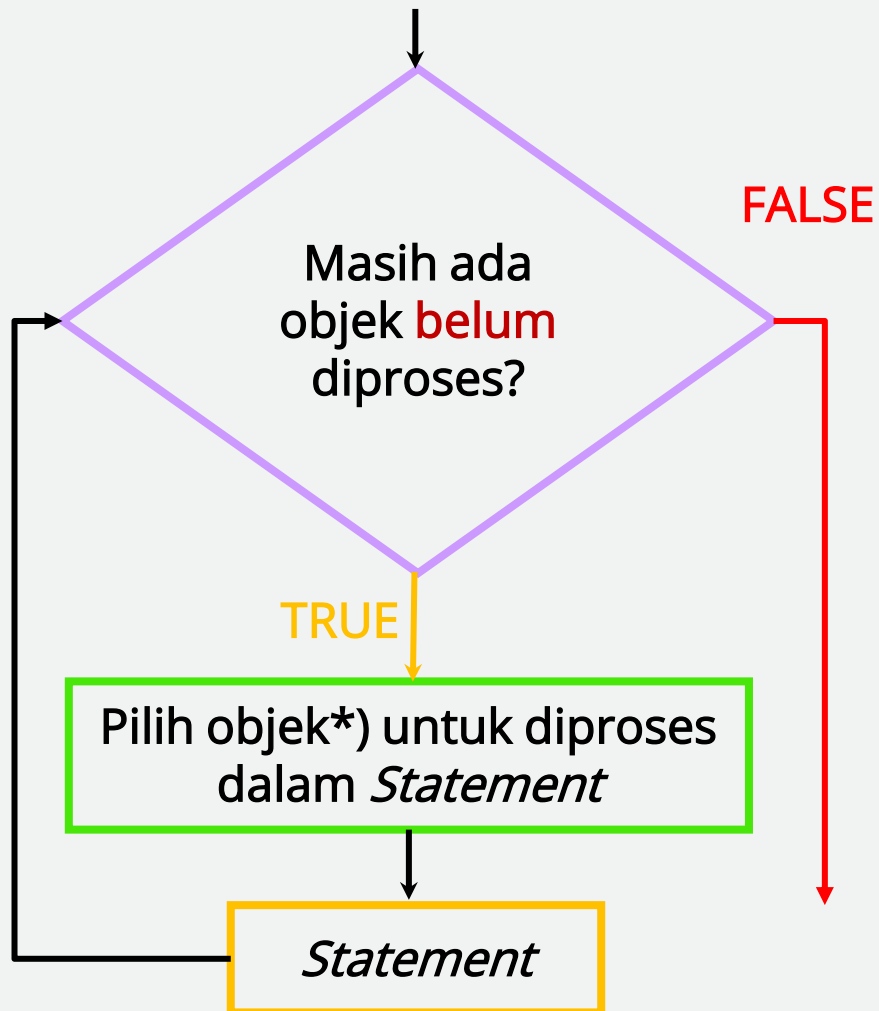 FALSE
Masih ada
objek belum
diproses?
TRUE
Pilih objek*) untuk diproses
dalam Statement
Statement